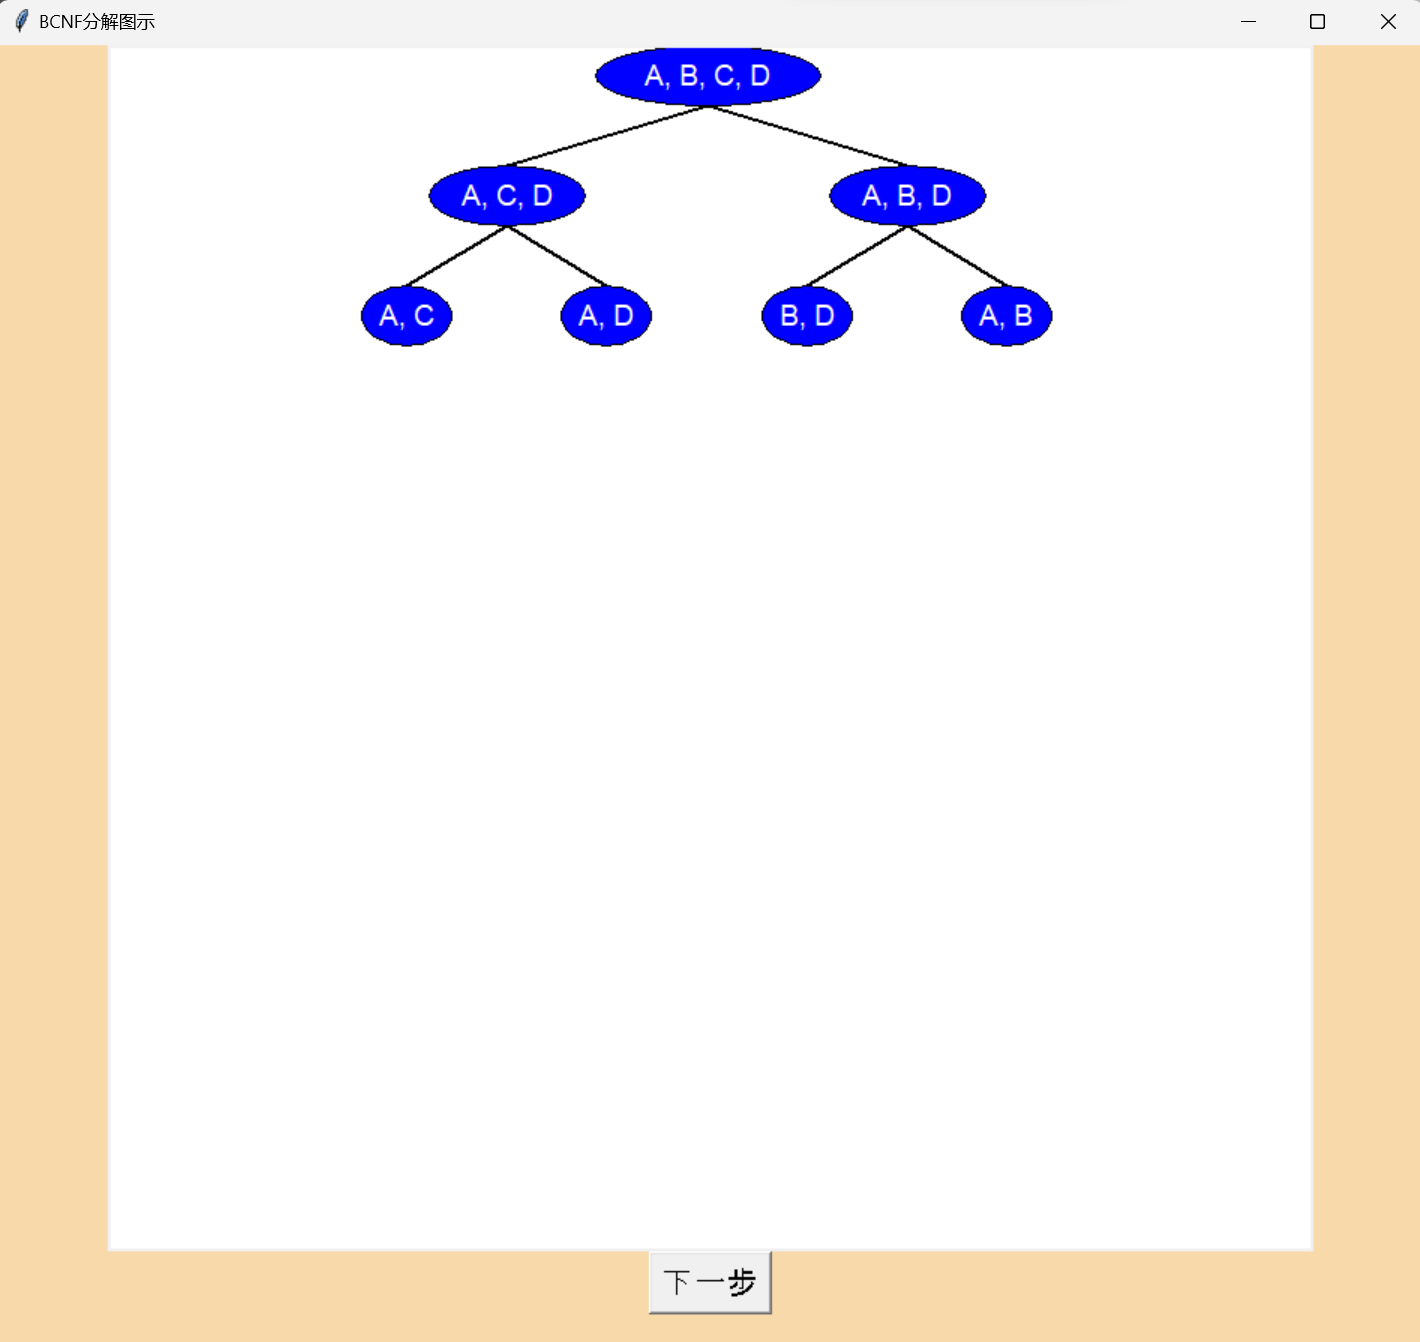 BCNF分解图示
A, B, C, D
A, C, D
A, B, D
A, C
A, D
B, D
A, B
下一步